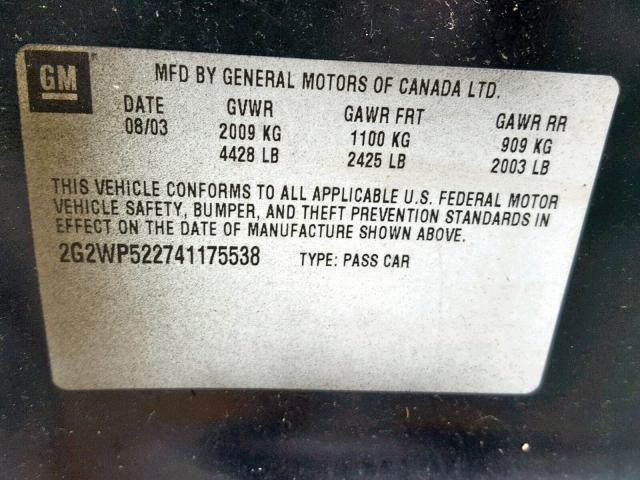 GM
MFD BY GENERAL MOTORS OF CANADA LTD.
DATE GVWR GAWR FRT GAWR RR
08/03 2009 KG 1100 KG 909 KG
4428 LB 2425 LB 2003 LB
THIS VEHICLE CONFORMS TO ALL APPLICABLE U.S. FEDERAL MOTOR
VEHICLE SAFETY, BUMPER, AND THEFT PREVENTION STANDARDS IN
EFFECT ON THE DATE OF MANUFACTURE SHOWN ABOVE.
2G2WP522741175538 TYPE: PASS CAR